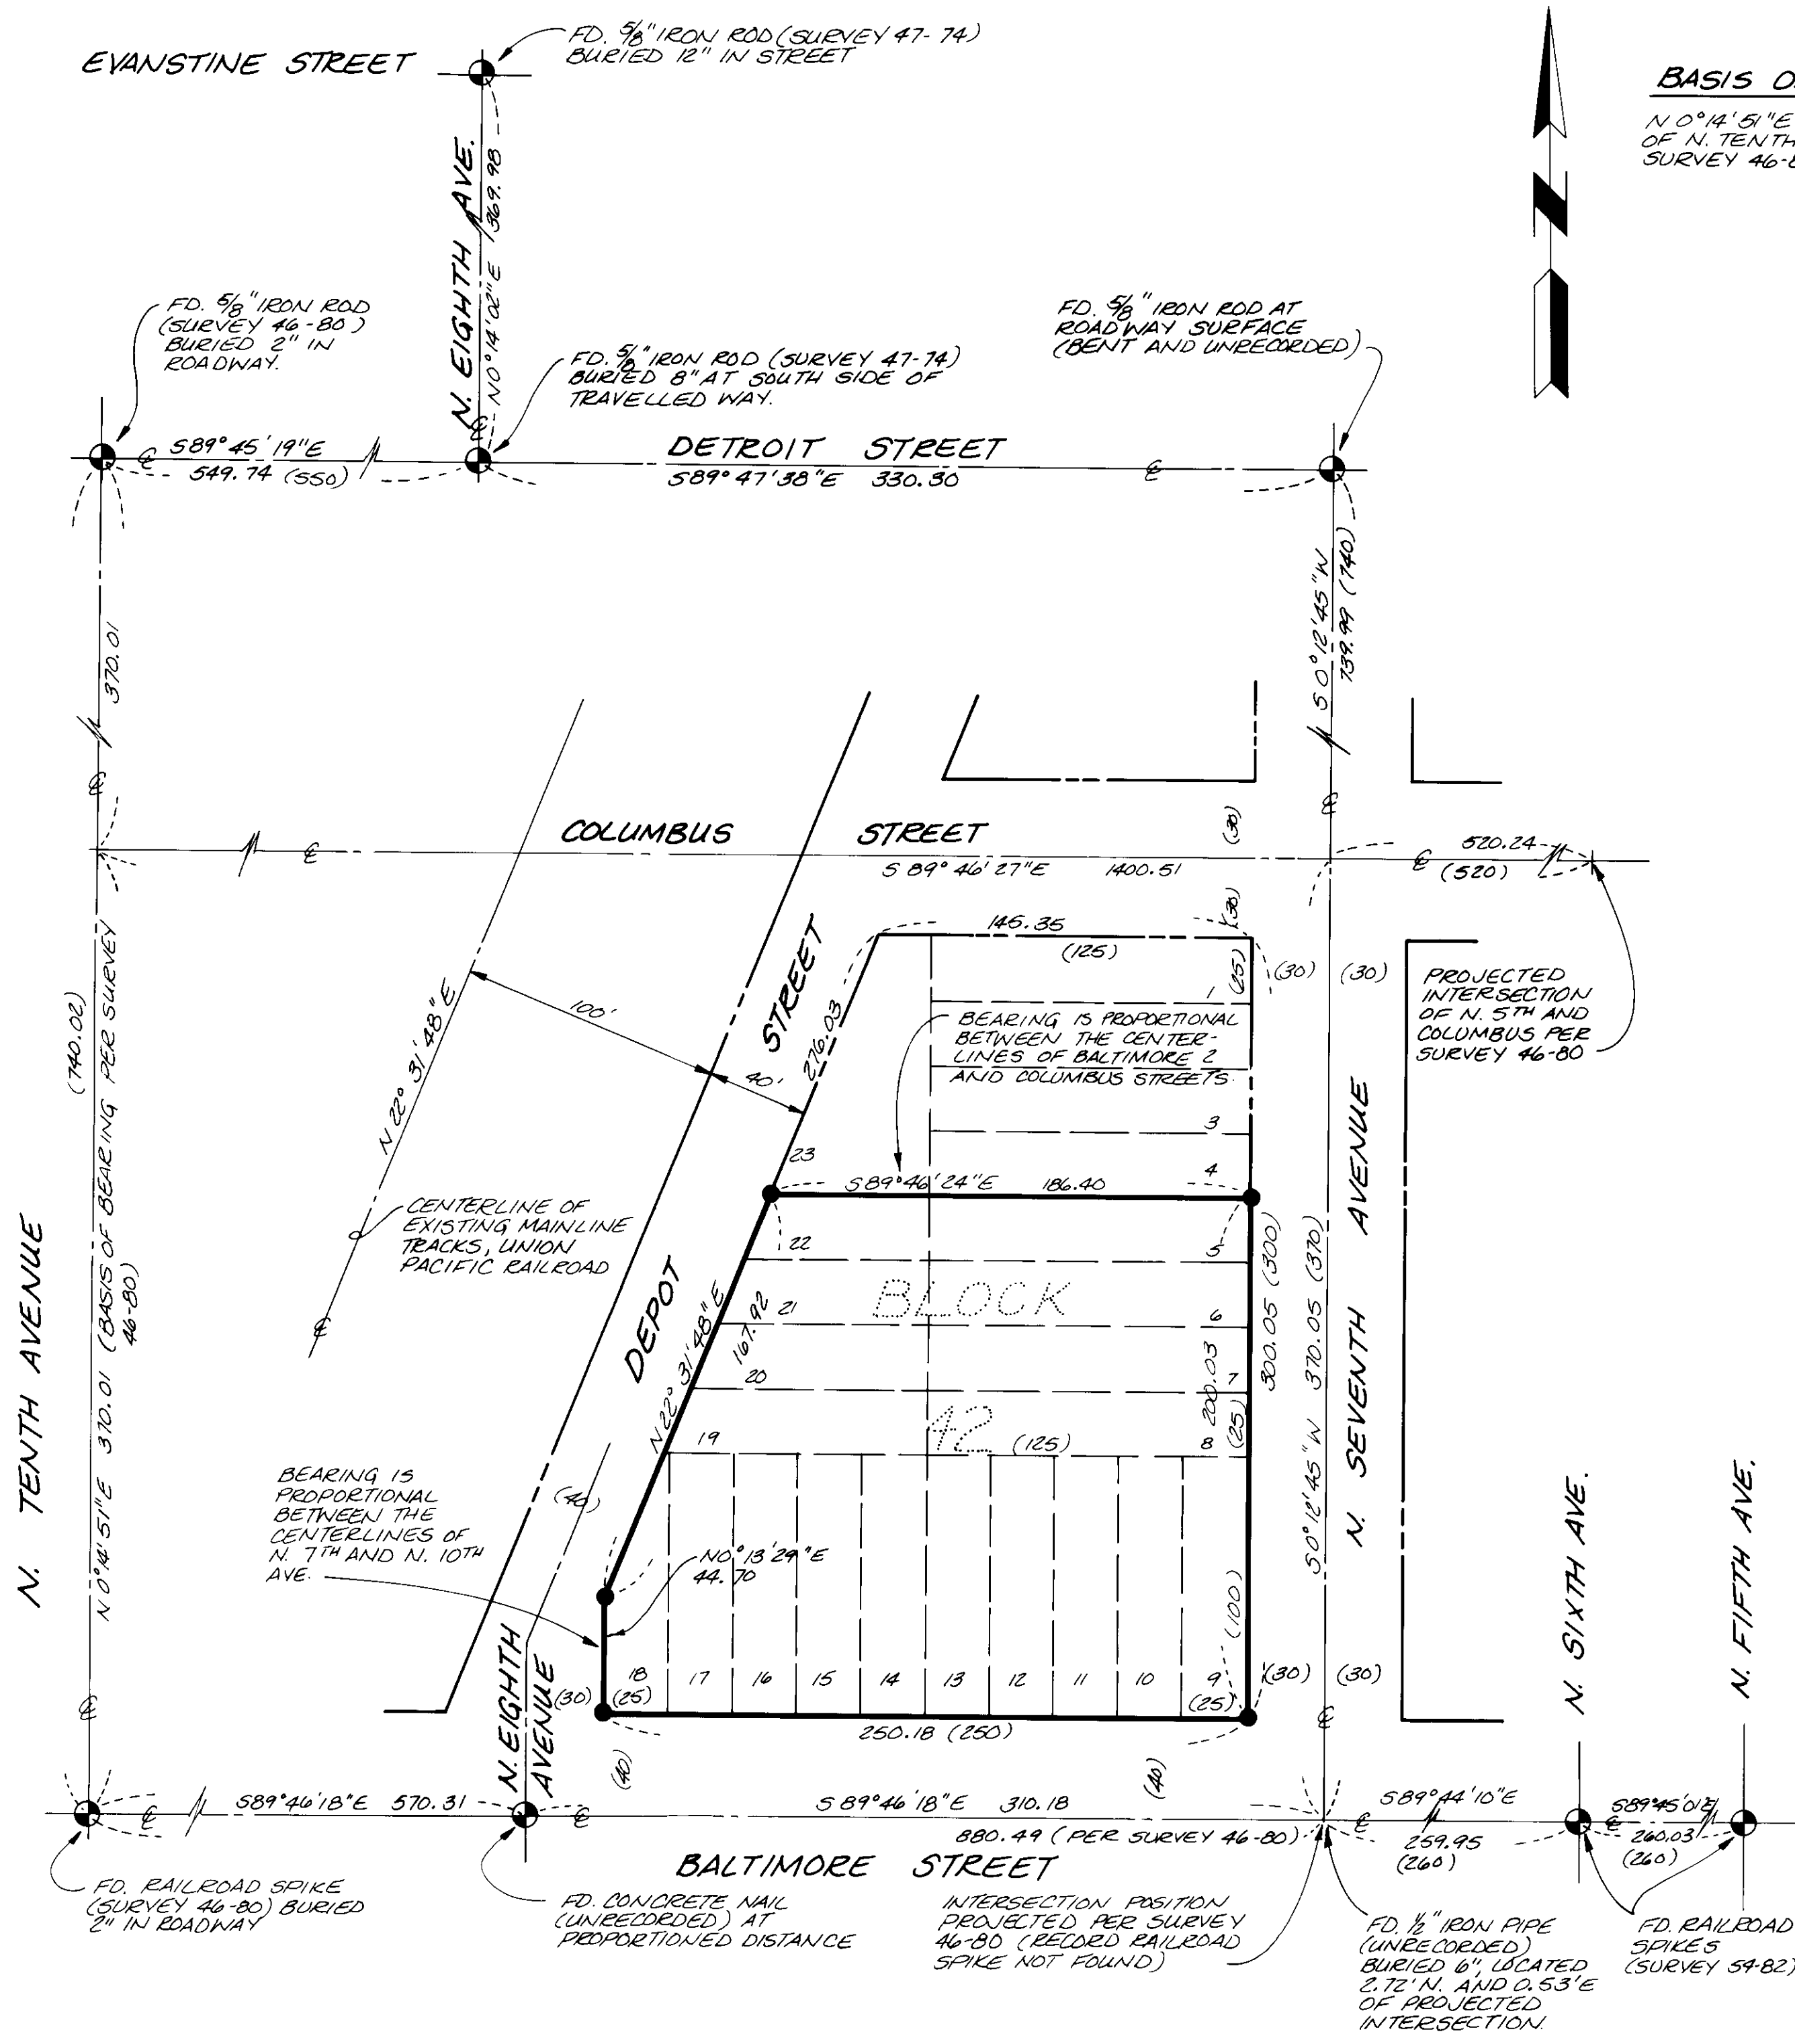 EVANSTINE STREET
FD. 5/8" IRON ROD (SURVEY 47-74)
BURIED 12" IN STREET
BASIS O
N 0°14'51"E
OF N. TENTH
SURVEY 46-8
N. EIGHTH AVE.
N0°14'02"E 369.98
N
FD. 5/8" IRON ROD
(SURVEY 46-80)
BURIED 2" IN
ROADWAY.
FD. 5/8" IRON ROD (SURVEY 47-74)
BURIED 8" AT SOUTH SIDE OF
TRAVELLED WAY.
FD. 5/8" IRON ROD AT
ROADWAY SURFACE
(BENT AND UNRECORDED)
S89°45'19"E
549.74 (550)
DETROIT STREET
S89°47'38"E 330.30
S0°12'45"W
739.99 (740)
370.01
COLUMBUS STREET
S 89°46'27"E 1400.51
(30)
520.24
(520)
(30)
145.35
(125)
(25)
(30) (30)
PROJECTED
INTERSECTION
OF N. 5TH AND
COLUMBUS PER
SURVEY 46-80
1
BEARING IS PROPORTIONAL
BETWEEN THE CENTER-
LINES OF BALTIMORE 2
AND COLUMBUS STREETS.
100'
40'
276.03
N 22°31'48"E
(740.02)
3
23
4
S89°46'24"E 186.40
CENTERLINE OF
EXISTING MAINLINE
TRACKS, UNION
PACIFIC RAILROAD
DEPOT STREET
22
5
BLOCK
21
6
N22°31'48"E
167.92
20
7
200.03
300.05 (300)
19
42
(125)
8
(25)
S0°12'45"W 370.05 (370)
N. SEVENTH AVENUE
N. TENTH AVENUE
N0°14'51"E 370.01 (BASIS OF BEARING PER SURVEY
46-80)
BEARING IS
PROPORTIONAL
BETWEEN THE
CENTERLINES OF
N. 7TH AND N. 10TH
AVE.
(40)
N0°13'29"E
44.70
(100)
N. SIXTH AVE.
N. FIFTH AVE.
N. EIGHTH
AVENUE
18 17 16 15 14 13 12 11 10 9
(30) (25) (25) (30) (30)
250.18 (250)
(40) (40)
S89°46'18"E 570.31
S89°46'18"E 310.18
S89°44'10"E
S89°45'01"E
880.49 (PER SURVEY 46-80)
259.95
(260)
260.03
(260)
BALTIMORE STREET
FD. RAILROAD SPIKE
(SURVEY 46-80) BURIED
2" IN ROADWAY
FD. CONCRETE NAIL
(UNRECORDED) AT
PROPORTIONED DISTANCE
INTERSECTION POSITION
PROJECTED PER SURVEY
46-80 (RECORD RAILROAD
SPIKE NOT FOUND)
FD. 1/2" IRON PIPE
(UNRECORDED)
BURIED 6", LOCATED
2.72' N. AND 0.53' E
OF PROJECTED
INTERSECTION.
FD. RAILROAD
SPIKES
(SURVEY 54-82)